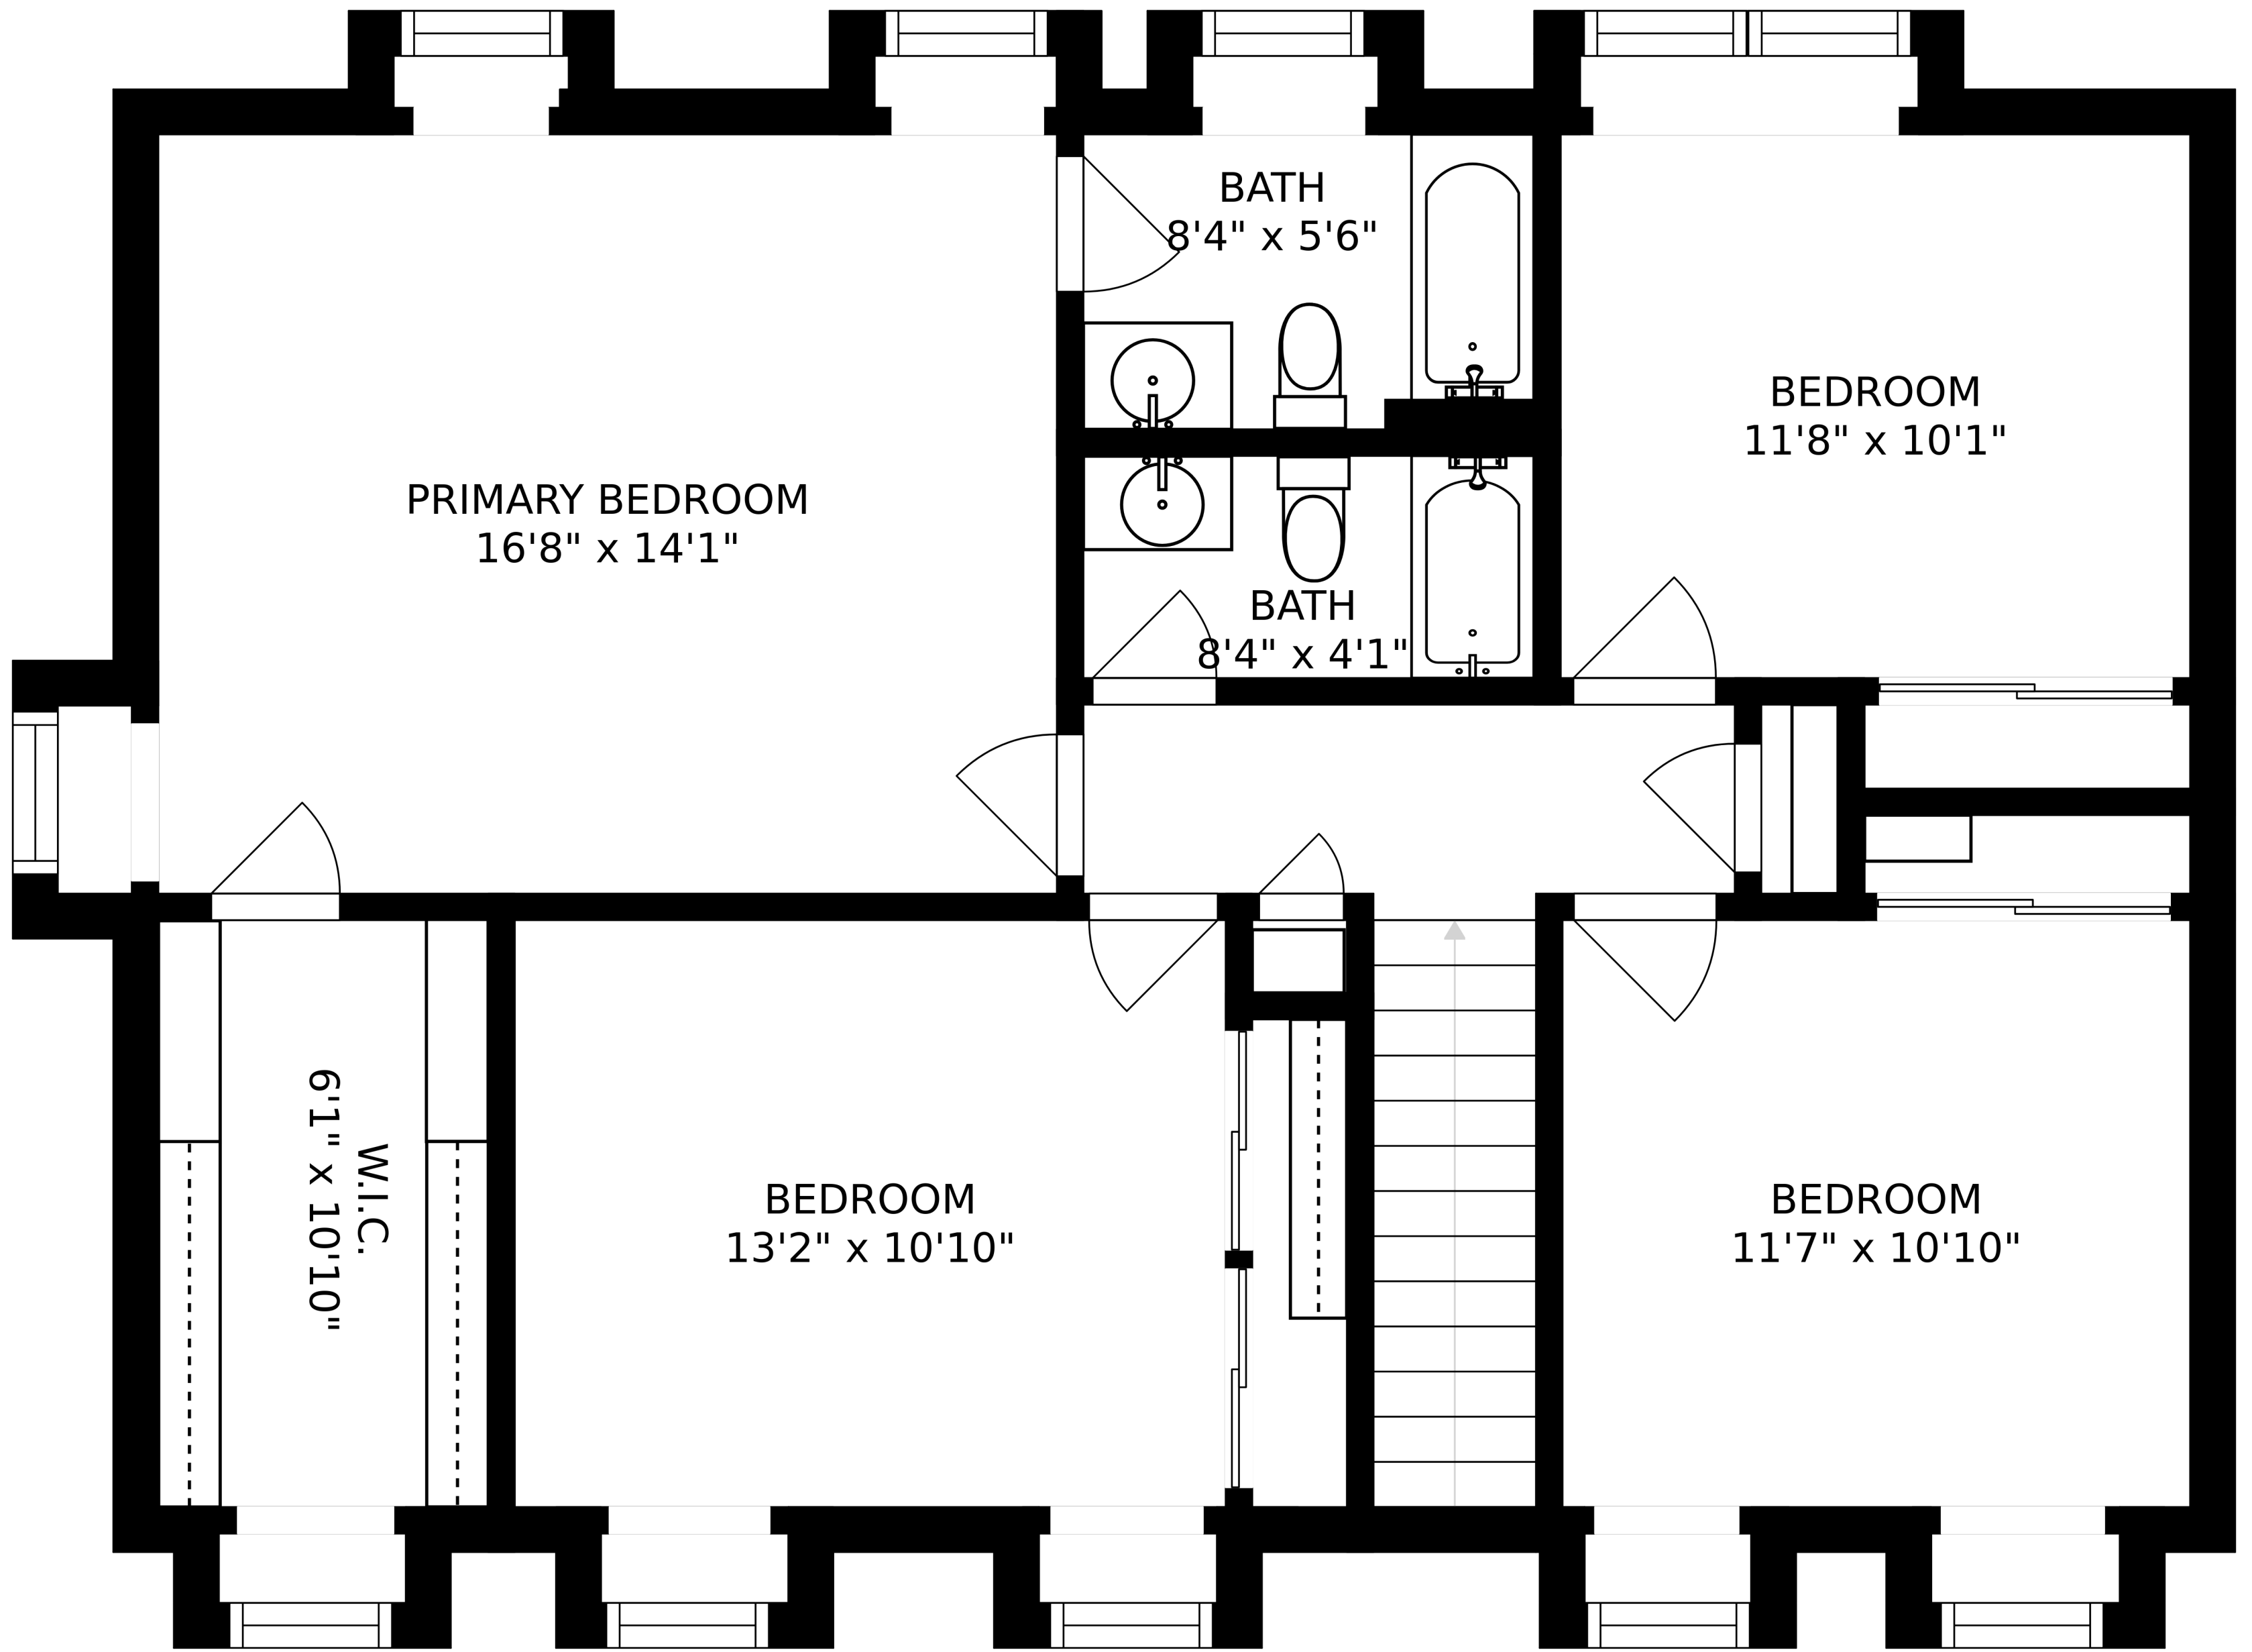 BATH
8'4" x 5'6"
BEDROOM
11'8" x 10'1"
PRIMARY BEDROOM
16'8" x 14'1"
BATH
8'4" x 4'1"
W.I.C.
6'1" x 10'10"
BEDROOM
13'2" x 10'10"
BEDROOM
11'7" x 10'10"